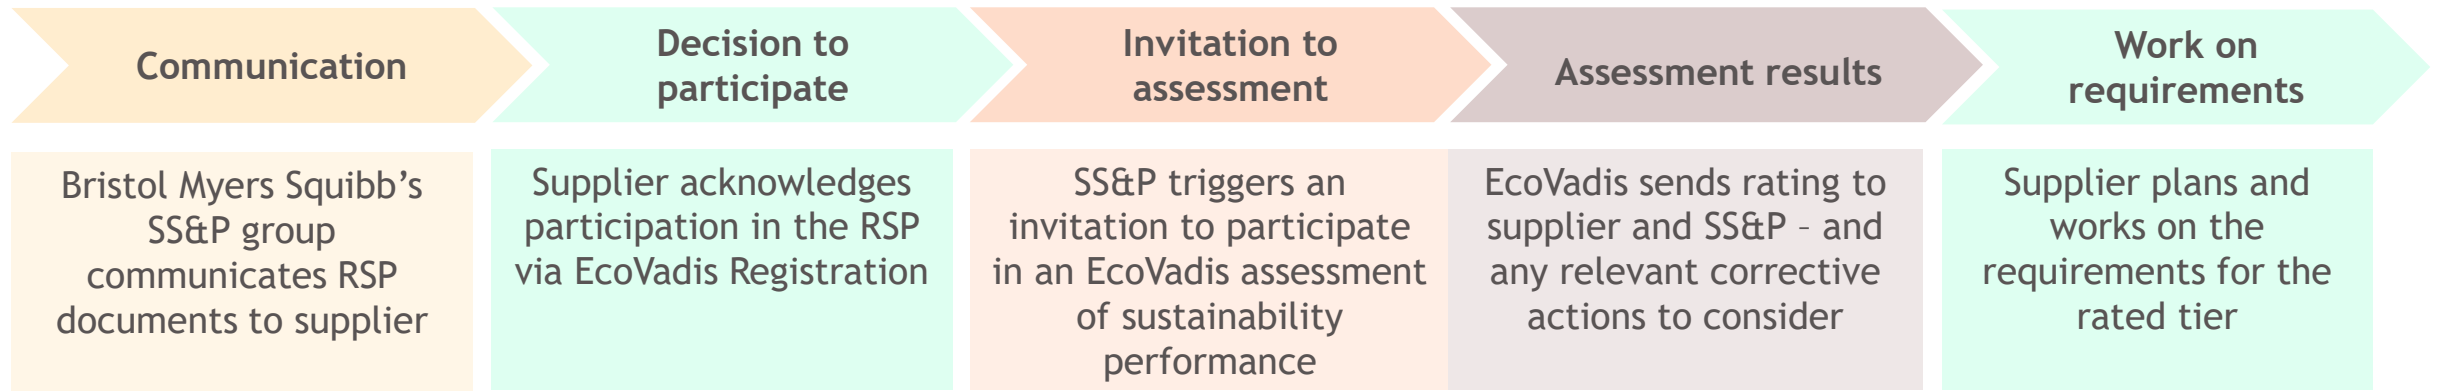 Communication
Decision to
participate
Invitation to
assessment
Assessment results
Work on
requirements
Bristol Myers Squibb’s
SS&P group
communicates RSP
documents to supplier
Supplier acknowledges
participation in the RSP
via EcoVadis Registration
SS&P triggers an
invitation to participate
in an EcoVadis assessment
of sustainability
performance
EcoVadis sends rating to
supplier and SS&P – and
any relevant corrective
actions to consider
Supplier plans and
works on the
requirements for the
rated tier